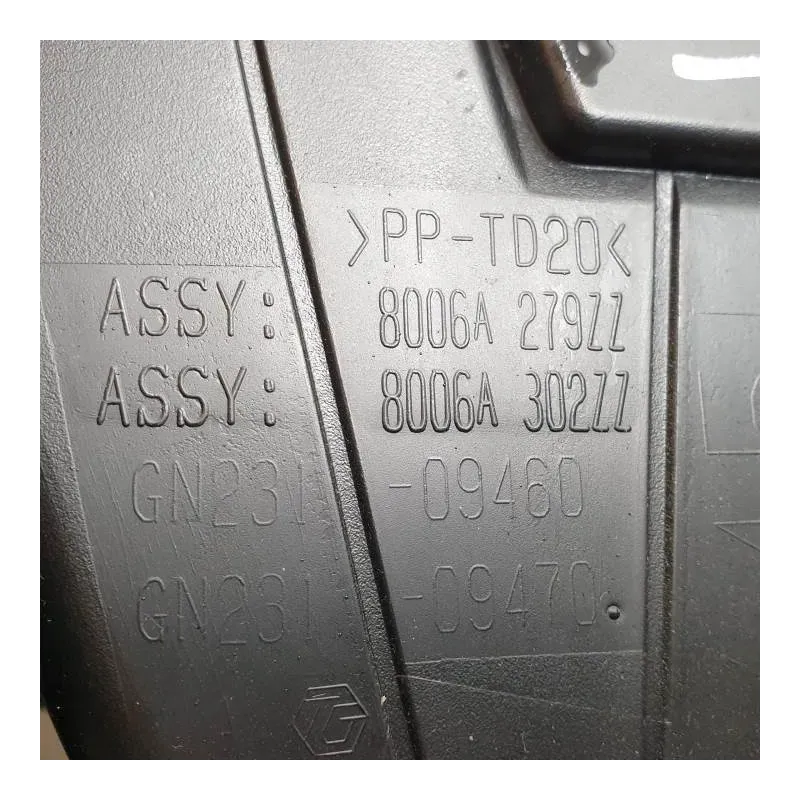 >PP-TD20<
ASSY: 8006A 279ZZ
ASSY: 8006A 302ZZ
GN231 -09460
GN231 -09470